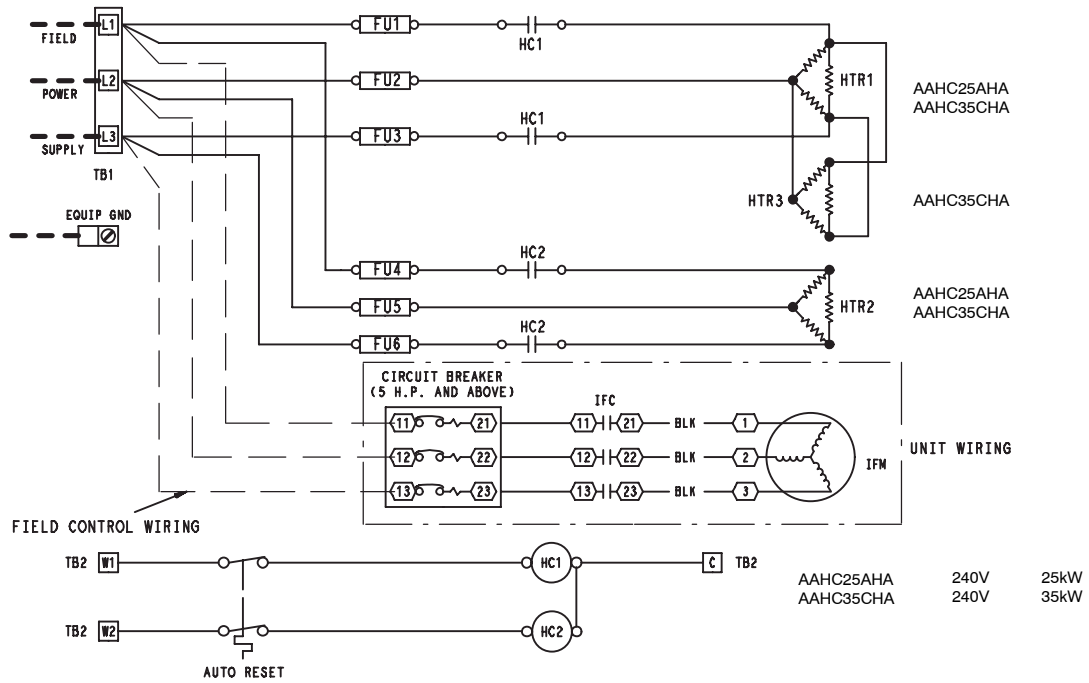 L1 FU1 HC1
FIELD
L2 FU2 HTR1 AAHC25AHA
POWER AAHC35CHA
L3 FU3 HC1
SUPPLY
TB1
HTR3 AAHC35CHA
EQUIP GND
FU4 HC2
FU5 HTR2 AAHC25AHA
AAHC35CHA
FU6 HC2
CIRCUIT BREAKER
(5 H.P. AND ABOVE)
IFC
11 21 11 21 BLK 1
12 22 12 22 BLK 2 IFM
13 23 13 23 BLK 3
UNIT WIRING
FIELD CONTROL WIRING
TB2 W1 HC1 C TB2
AAHC25AHA 240V 25kW
AAHC35CHA 240V 35kW
TB2 W2 HC2
AUTO RESET